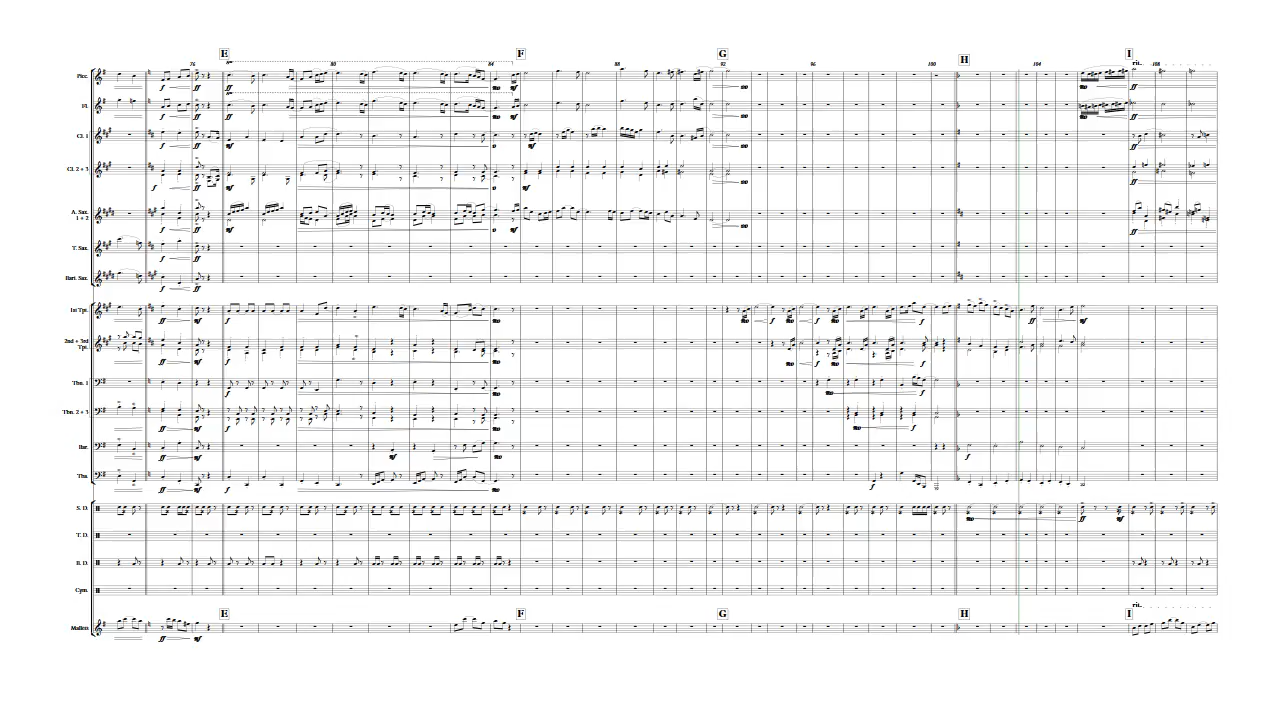 E F G H I
76 80 84 88 92 96 100 104 108
rit.
Picc.
Fl.
Cl. 1
Cl. 2 + 3
A. Sax.
1 + 2
T. Sax.
Bari. Sax.
1st Tpt.
2nd + 3rd
Tpt.
Tbn. 1
Tbn. 2 + 3
Bar.
Tba.
S. D.
T. D.
B. D.
Cym.
rit.
E F G H I
Mallets